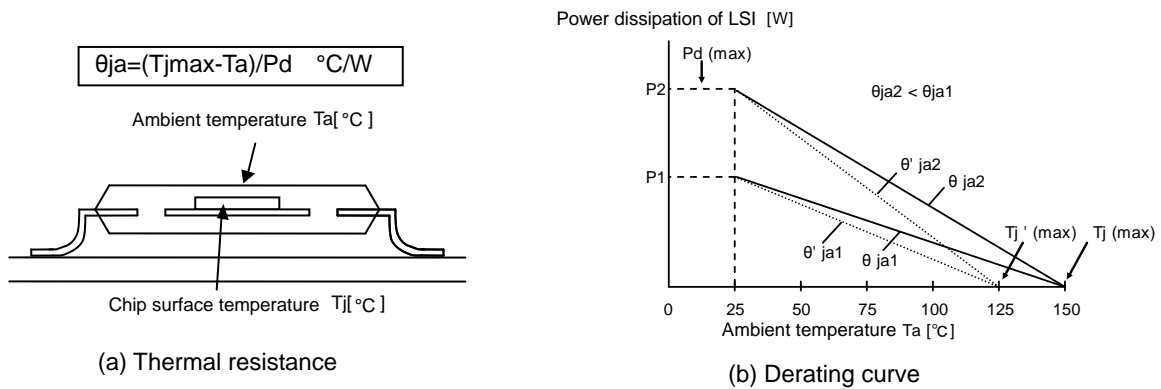 θja=(Tjmax-Ta)/Pd °C/W
Ambient temperature Ta[°C]
Chip surface temperature Tj[°C]
(a) Thermal resistance
Power dissipation of LSI [W]
Pd (max)
P2
θja2 < θja1
P1
θ' ja2
θ ja2
θ' ja1
θ ja1
Tj ' (max)
Tj (max)
0 25 50 75 100 125 150
Ambient temperature Ta [°C]
(b) Derating curve